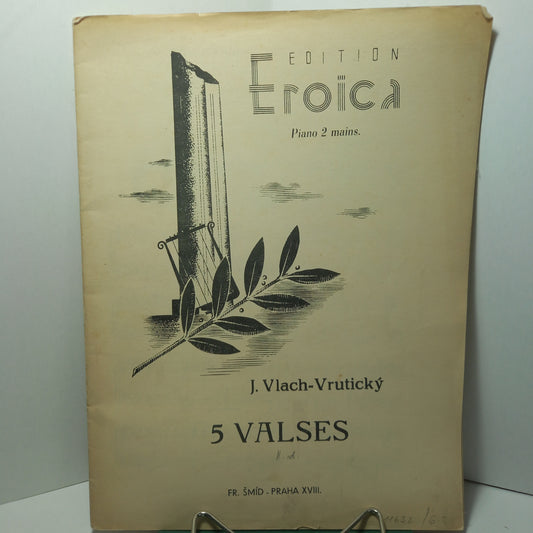 EDITION
Eroica
Piano 2 mains.
J. Vlach-Vrutický
5 VALSES
FR. ŠMÍD - PRAHA XVIII.